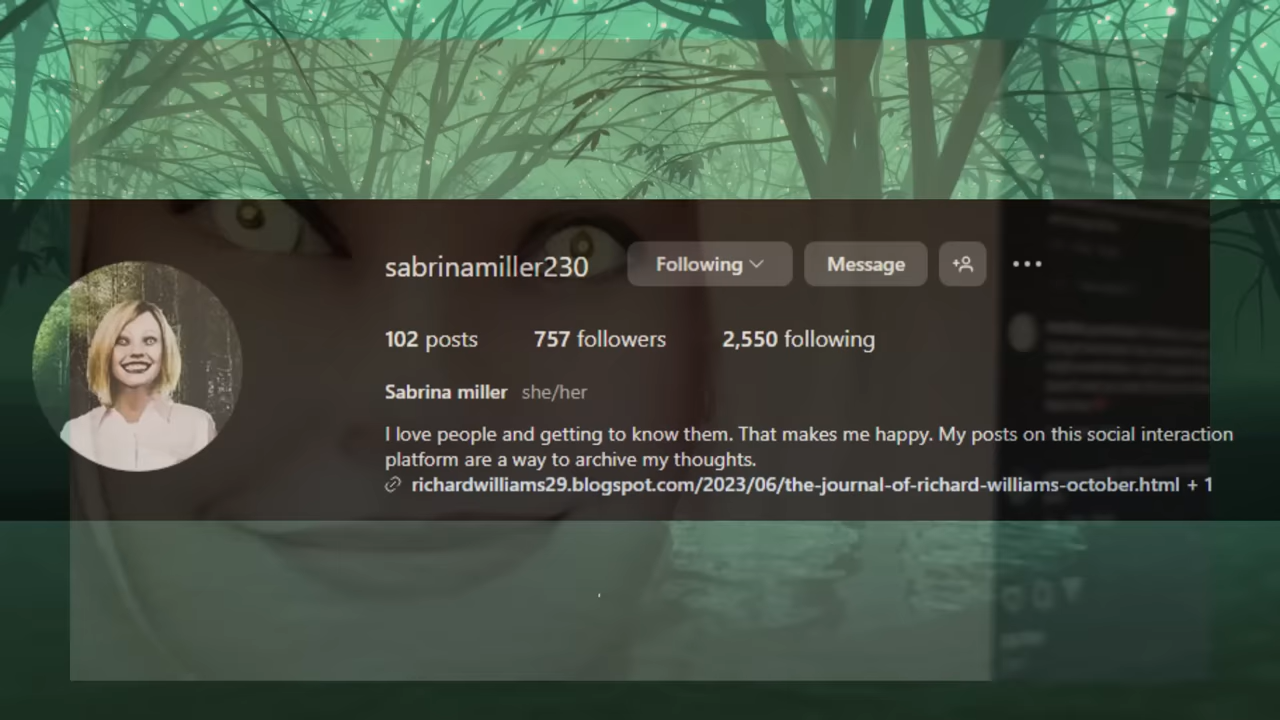 sabrinamiller230 Following Message
102 posts 757 followers 2,550 following
Sabrina miller she/her
I love people and getting to know them. That makes me happy. My posts on this social interaction
platform are a way to archive my thoughts.
richardwilliams29.blogspot.com/2023/06/the-journal-of-richard-williams-october.html + 1